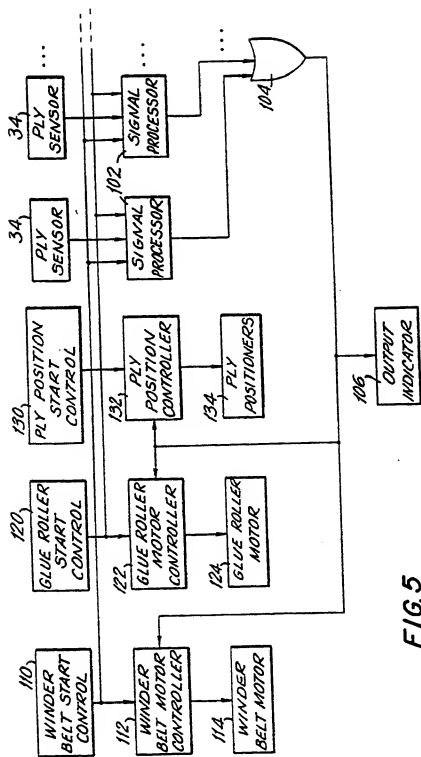 110
WINDER
BELT START
CONTROL
120
GLUE ROLLER
START
CONTROL
130
PLY POSITION
START
CONTROL
34
PLY
SENSOR
34
PLY
SENSOR
...
112
WINDER
BELT MOTOR
CONTROLLER
122
GLUE ROLLER
MOTOR
CONTROLLER
132
PLY
POSITION
CONTROLLER
SIGNAL
PROCESSOR
102
SIGNAL
PROCESSOR
102
...
114
WINDER
BELT MOTOR
124
GLUE ROLLER
MOTOR
134
PLY
POSITIONERS
...
104
106
OUTPUT
INDICATOR
FIG.5